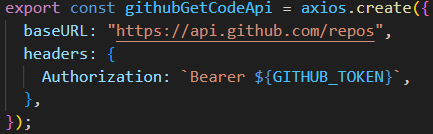 export const githubGetCodeApi = axios.create({
  baseURL: "https://api.github.com/repos",
  headers: {
    Authorization: `Bearer ${GITHUB_TOKEN}`,
  },
});